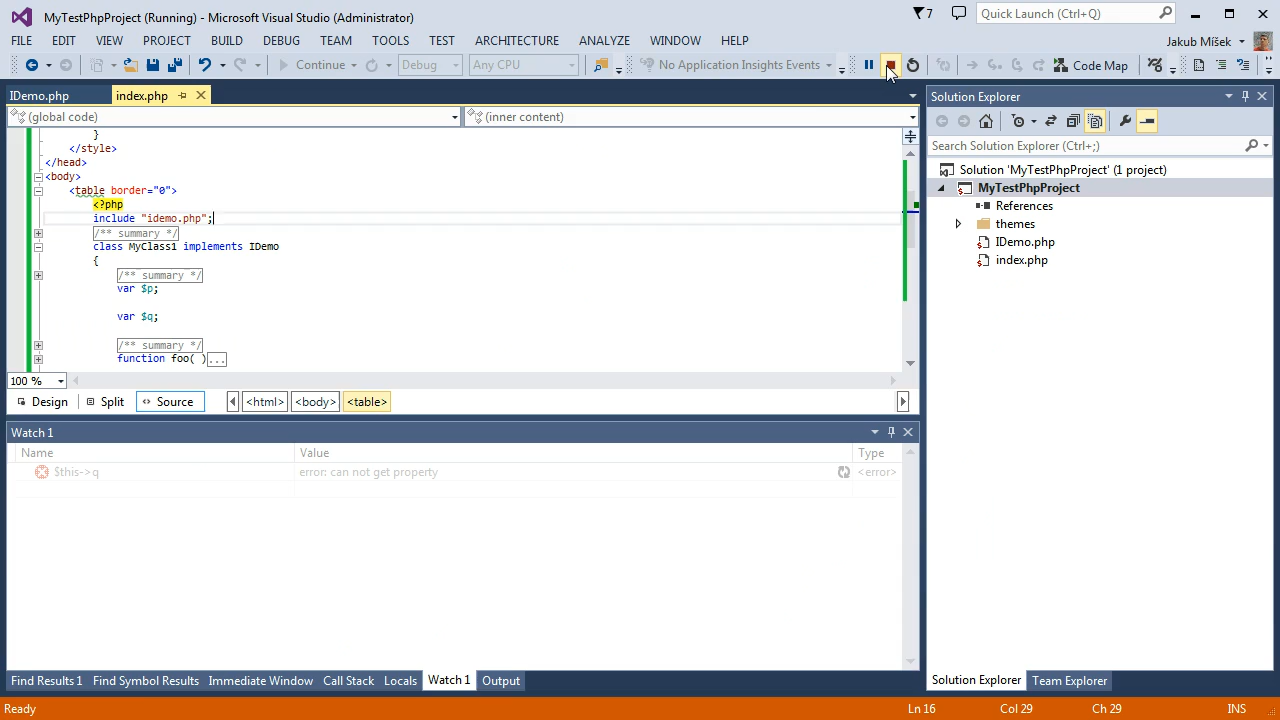 MyTestPhpProject (Running) - Microsoft Visual Studio (Administrator)
7
Quick Launch (Ctrl+Q)
FILE EDIT VIEW PROJECT BUILD DEBUG TEAM TOOLS TEST ARCHITECTURE ANALYZE WINDOW HELP
Jakub Míšek
Continue Debug Any CPU No Application Insights Events Code Map
IDemo.php index.php
(global code) (inner content)
}
</style>
</head>
<body>
<table border="0">
<?php
include "idemo.php";
/** summary */
class MyClass1 implements IDemo
{
/** summary */
var $p;
var $q;
/** summary */
function foo( )...
100 %
Design Split Source <html> <body> <table>
Watch 1
Name Value Type
$this->q error: can not get property <error>
Find Results 1 Find Symbol Results Immediate Window Call Stack Locals Watch 1 Output
Solution Explorer
Search Solution Explorer (Ctrl+;)
Solution 'MyTestPhpProject' (1 project)
MyTestPhpProject
References
themes
IDemo.php
index.php
Solution Explorer Team Explorer
Ready Ln 16 Col 29 Ch 29 INS